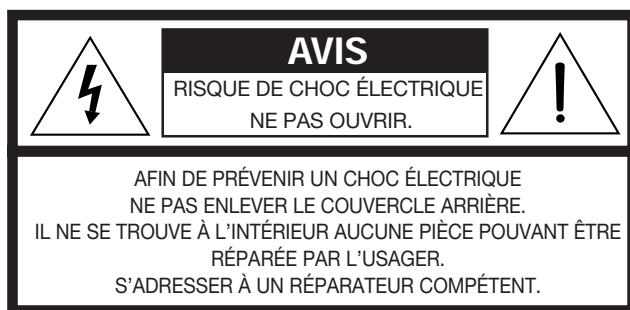 AVIS
RISQUE DE CHOC ÉLECTRIQUE
NE PAS OUVRIR.
AFIN DE PRÉVENIR UN CHOC ÉLECTRIQUE
NE PAS ENLEVER LE COUVERCLE ARRIÈRE.
IL NE SE TROUVE À L'INTÉRIEUR AUCUNE PIÈCE POUVANT ÊTRE
RÉPARÉE PAR L'USAGER.
S'ADRESSER À UN RÉPARATEUR COMPÉTENT.